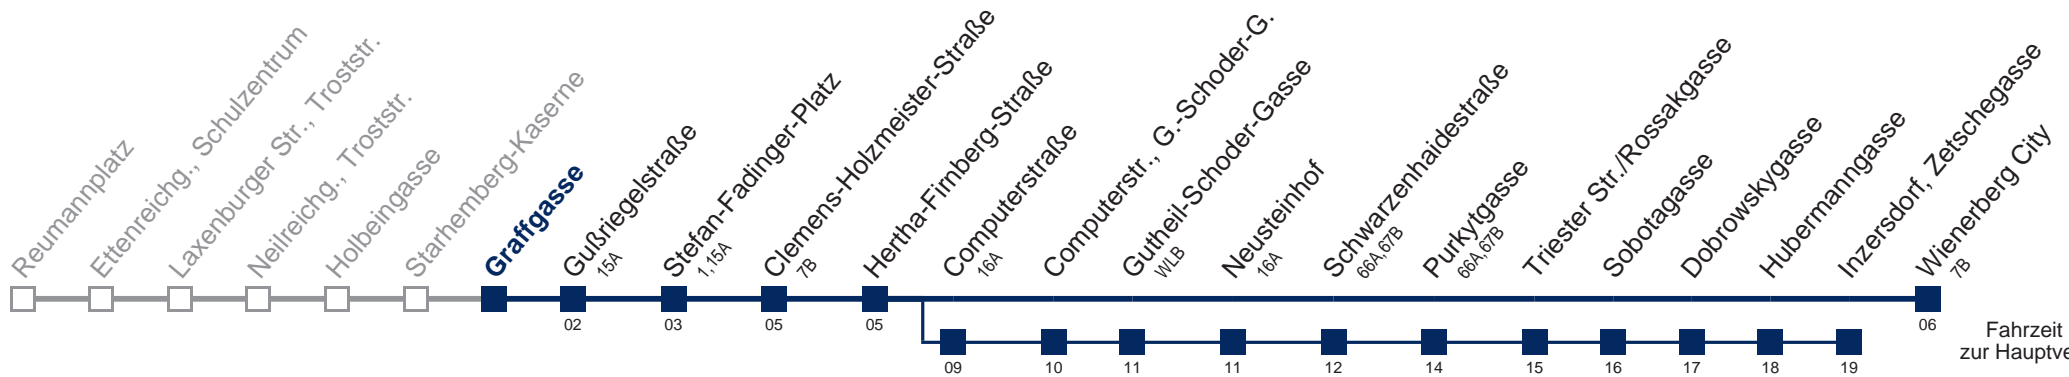 Reumannplatz
Ettenreichg., Schulzentrum
Laxenburger Str., Troststr.
Neilreichg., Troststr.
Holbeingasse
Starhemberg-Kaserne
Graffgasse
Gußriegelstraße
15A
Stefan-Fadinger-Platz
1,15A
Clemens-Holzmeister-Straße
7B
Hertha-Firnberg-Straße
Computerstraße
16A
Computerstr., G.-Schoder-G.
Gutheil-Schoder-Gasse
WLB
Neusteinhof
16A
Schwarzenhaidestraße
66A,67B
Purkytgasse
66A,67B
Triester Str./Rossakgasse
Sobotagasse
Dobrowskygasse
Hubermanngasse
Inzersdorf, Zetschegasse
Wienerberg City
7B
02 03 05 05 06
09 10 11 11 12 14 15 16 17 18 19
Fahrzeit
zur Hauptve